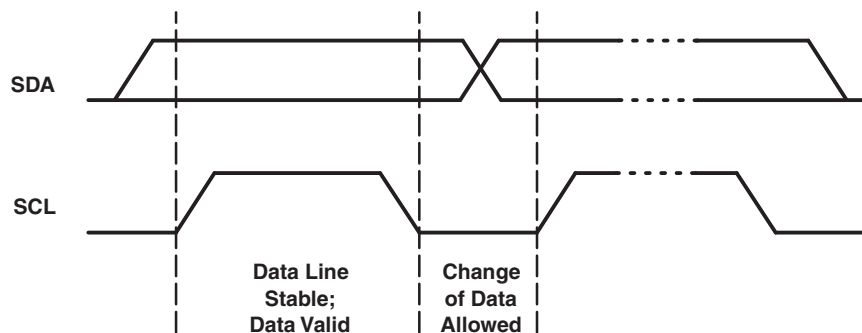 SDA
SCL
Data Line
Stable;
Data Valid
Change
of Data
Allowed